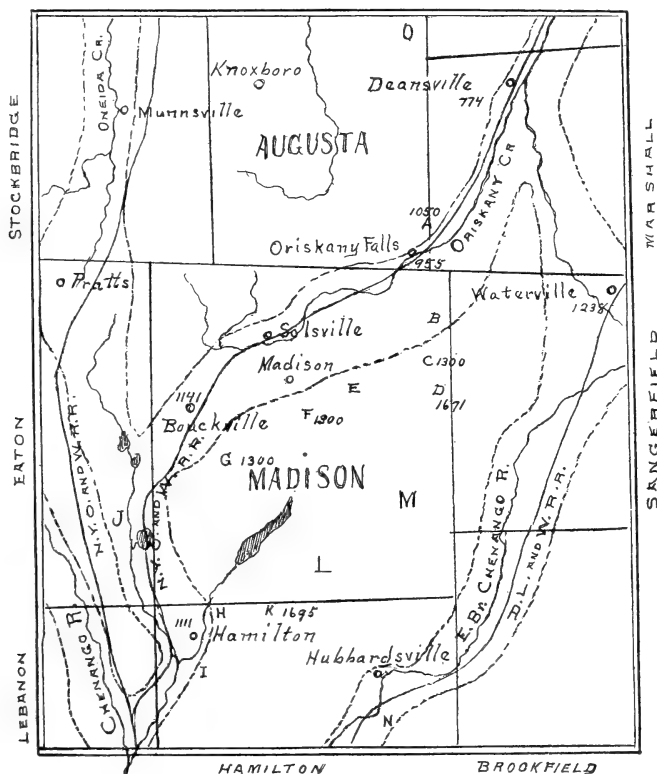 O
Knoxboro
Deansville
774
ONEIDA CR.
Munnsville
AUGUSTA
STOCKBRIDGE
MARSHALL
1050
A
ORISKANY CR
Oriskany Falls
955
Pratts
Waterville
1238
Solsville
B
Madison
C 1300
E
D
1671
1141
Bouckville
F 1300
G 1300
MADISON
EATON
SANGERFIELD
N.Y.O. AND W.R.R.
N.Y.O. AND W.R.R.
J
M
L
E. BR. CHENANGO R.
D. L. AND W. R.R.
H
K 1695
1111
Hamilton
I
Hubbardsville
CHENANGO R.
LEBANON
N
HAMILTON
BROOKFIELD